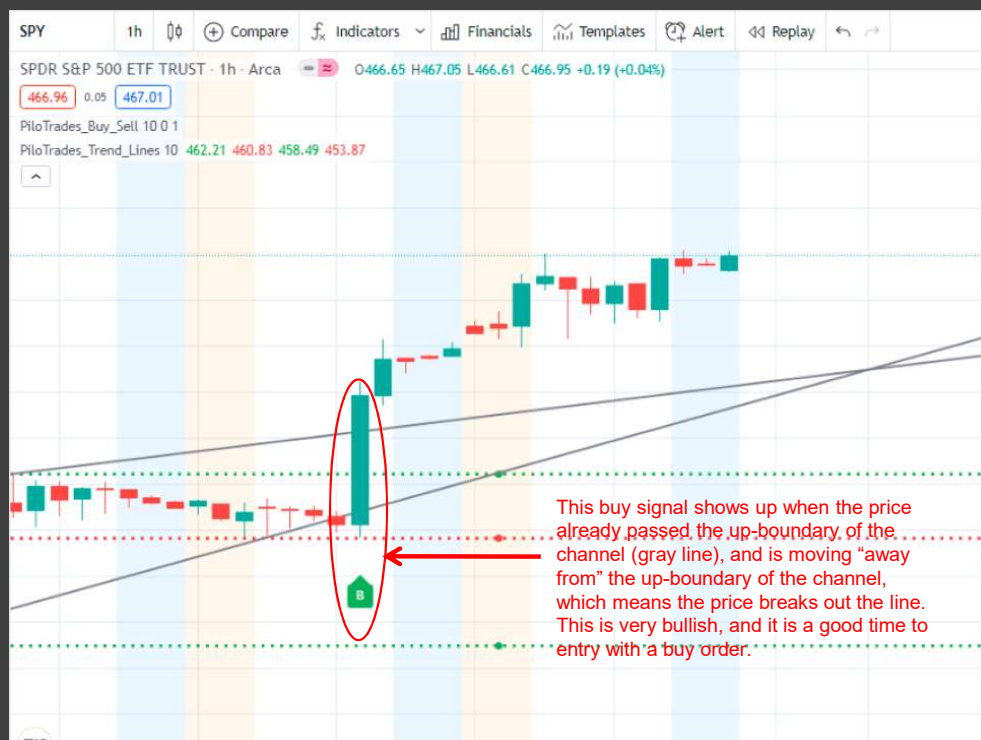 SPY 1h Compare Indicators Financials Templates Alert Replay
SPDR S&P 500 ETF TRUST · 1h · Arca O466.65 H467.05 L466.61 C466.95 +0.19 (+0.04%)
466.96 0.05 467.01
PiloTrades_Buy_Sell 10 0 1
PiloTrades_Trend_Lines 10 462.21 460.83 458.49 453.87
This buy signal shows up when the price
already passed the up-boundary of the
channel (gray line), and is moving “away
from” the up-boundary of the channel,
which means the price breaks out the line.
This is very bullish, and it is a good time to
entry with a buy order.
B